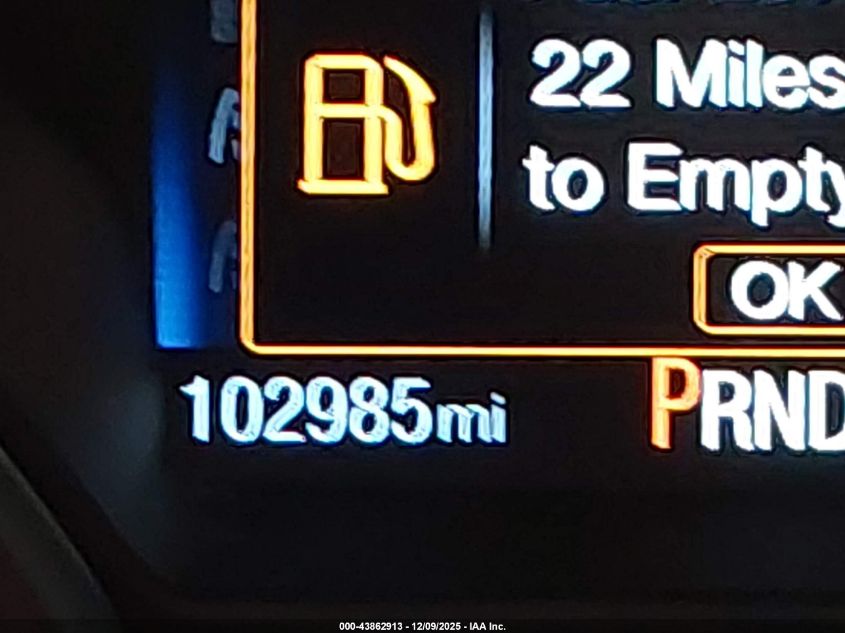 22 Miles
to Empty
OK
102985mi
PRND
000-43862913 - 12/09/2025 - IAA Inc.